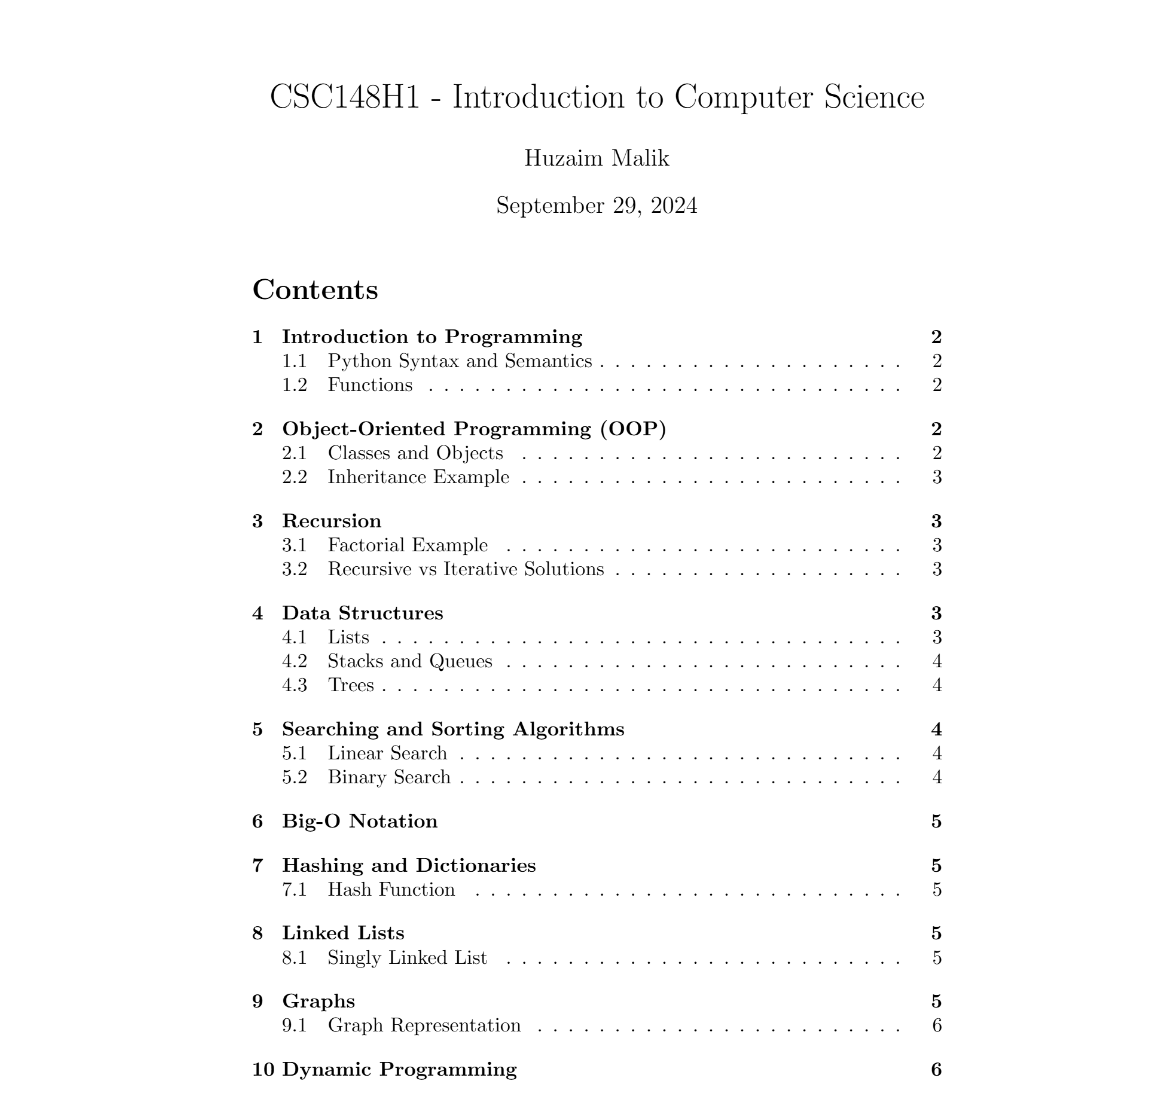 CSC148H1 - Introduction to Computer Science
Huzaim Malik
September 29, 2024
Contents
1 Introduction to Programming 2
1.1 Python Syntax and Semantics . . . . . . . . . . . . . . . . . . . . 2
1.2 Functions . . . . . . . . . . . . . . . . . . . . . . . . . . . . . . . 2
2 Object-Oriented Programming (OOP) 2
2.1 Classes and Objects . . . . . . . . . . . . . . . . . . . . . . . . . 2
2.2 Inheritance Example . . . . . . . . . . . . . . . . . . . . . . . . . 3
3 Recursion 3
3.1 Factorial Example . . . . . . . . . . . . . . . . . . . . . . . . . . 3
3.2 Recursive vs Iterative Solutions . . . . . . . . . . . . . . . . . . . 3
4 Data Structures 3
4.1 Lists . . . . . . . . . . . . . . . . . . . . . . . . . . . . . . . . . . 3
4.2 Stacks and Queues . . . . . . . . . . . . . . . . . . . . . . . . . . 4
4.3 Trees . . . . . . . . . . . . . . . . . . . . . . . . . . . . . . . . . . 4
5 Searching and Sorting Algorithms 4
5.1 Linear Search . . . . . . . . . . . . . . . . . . . . . . . . . . . . . 4
5.2 Binary Search . . . . . . . . . . . . . . . . . . . . . . . . . . . . . 4
6 Big-O Notation 5
7 Hashing and Dictionaries 5
7.1 Hash Function . . . . . . . . . . . . . . . . . . . . . . . . . . . . 5
8 Linked Lists 5
8.1 Singly Linked List . . . . . . . . . . . . . . . . . . . . . . . . . . 5
9 Graphs 5
9.1 Graph Representation . . . . . . . . . . . . . . . . . . . . . . . . 6
10 Dynamic Programming 6